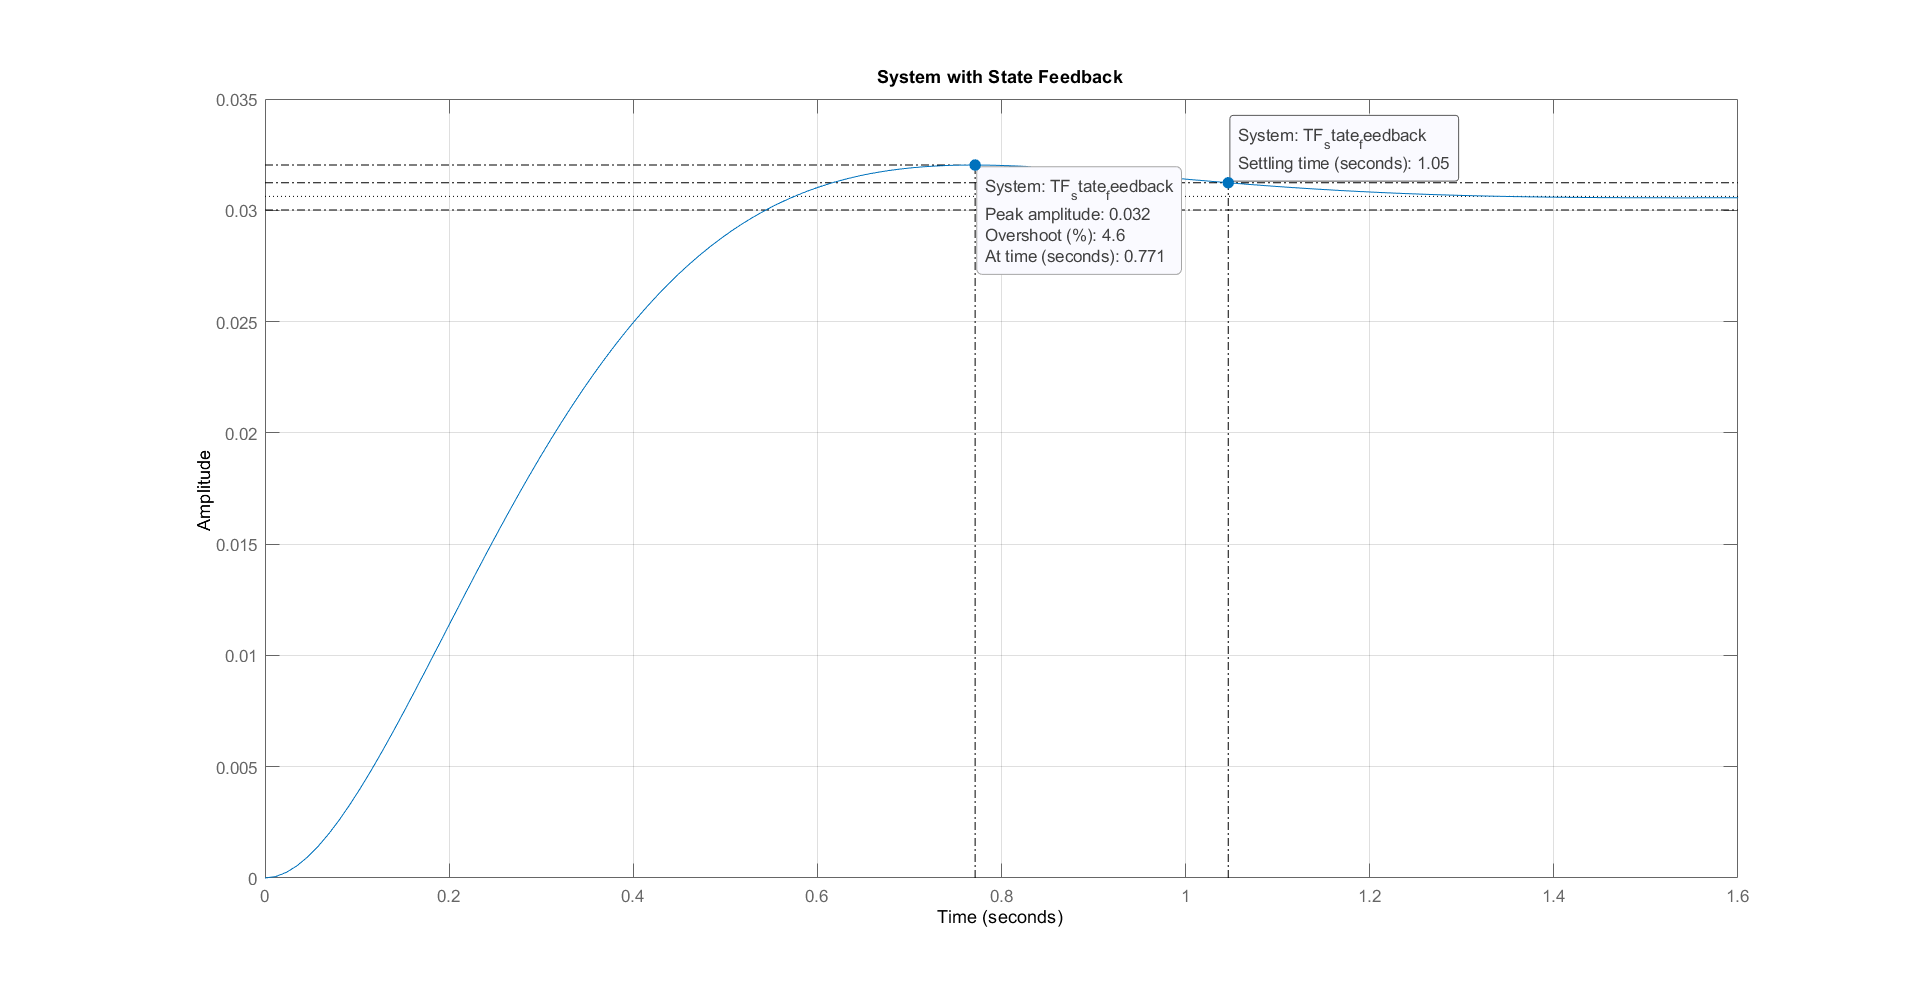 System with State Feedback
Amplitude
0.035
0.03
0.025
0.02
0.015
0.01
0.005
0
System: TFstatefeedback
Peak amplitude: 0.032
Overshoot (%): 4.6
At time (seconds): 0.771
System: TFstatefeedback
Settling time (seconds): 1.05
0 0.2 0.4 0.6 0.8 1 1.2 1.4 1.6
Time (seconds)